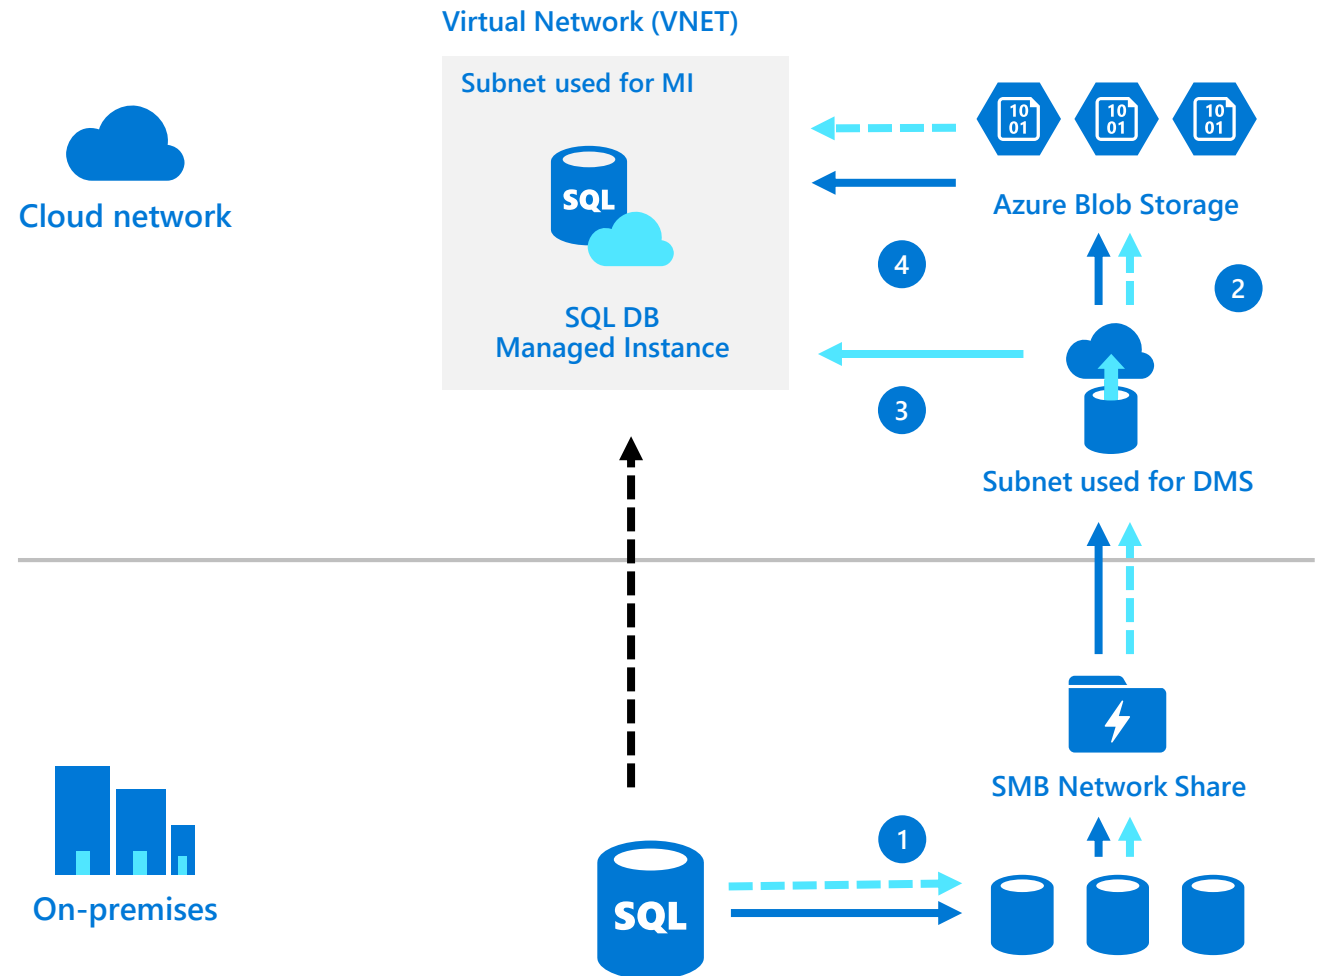 Virtual Network (VNET)
Subnet used for MI
SQL
SQL DB
Managed Instance
Cloud network
10
01
10
01
10
01
Azure Blob Storage
4
2
3
Subnet used for DMS
SMB Network Share
1
SQL
On-premises